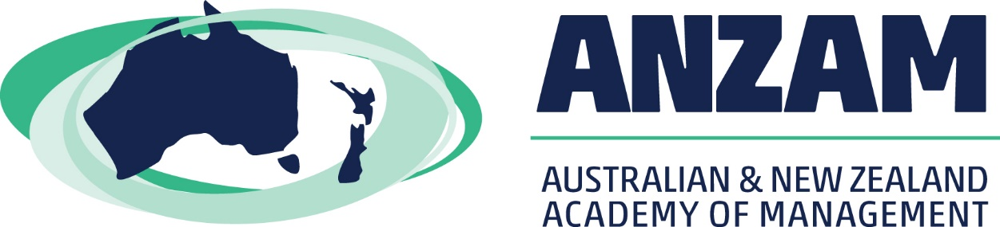 ANZAM
AUSTRALIAN & NEW ZEALAND
ACADEMY OF MANAGEMENT